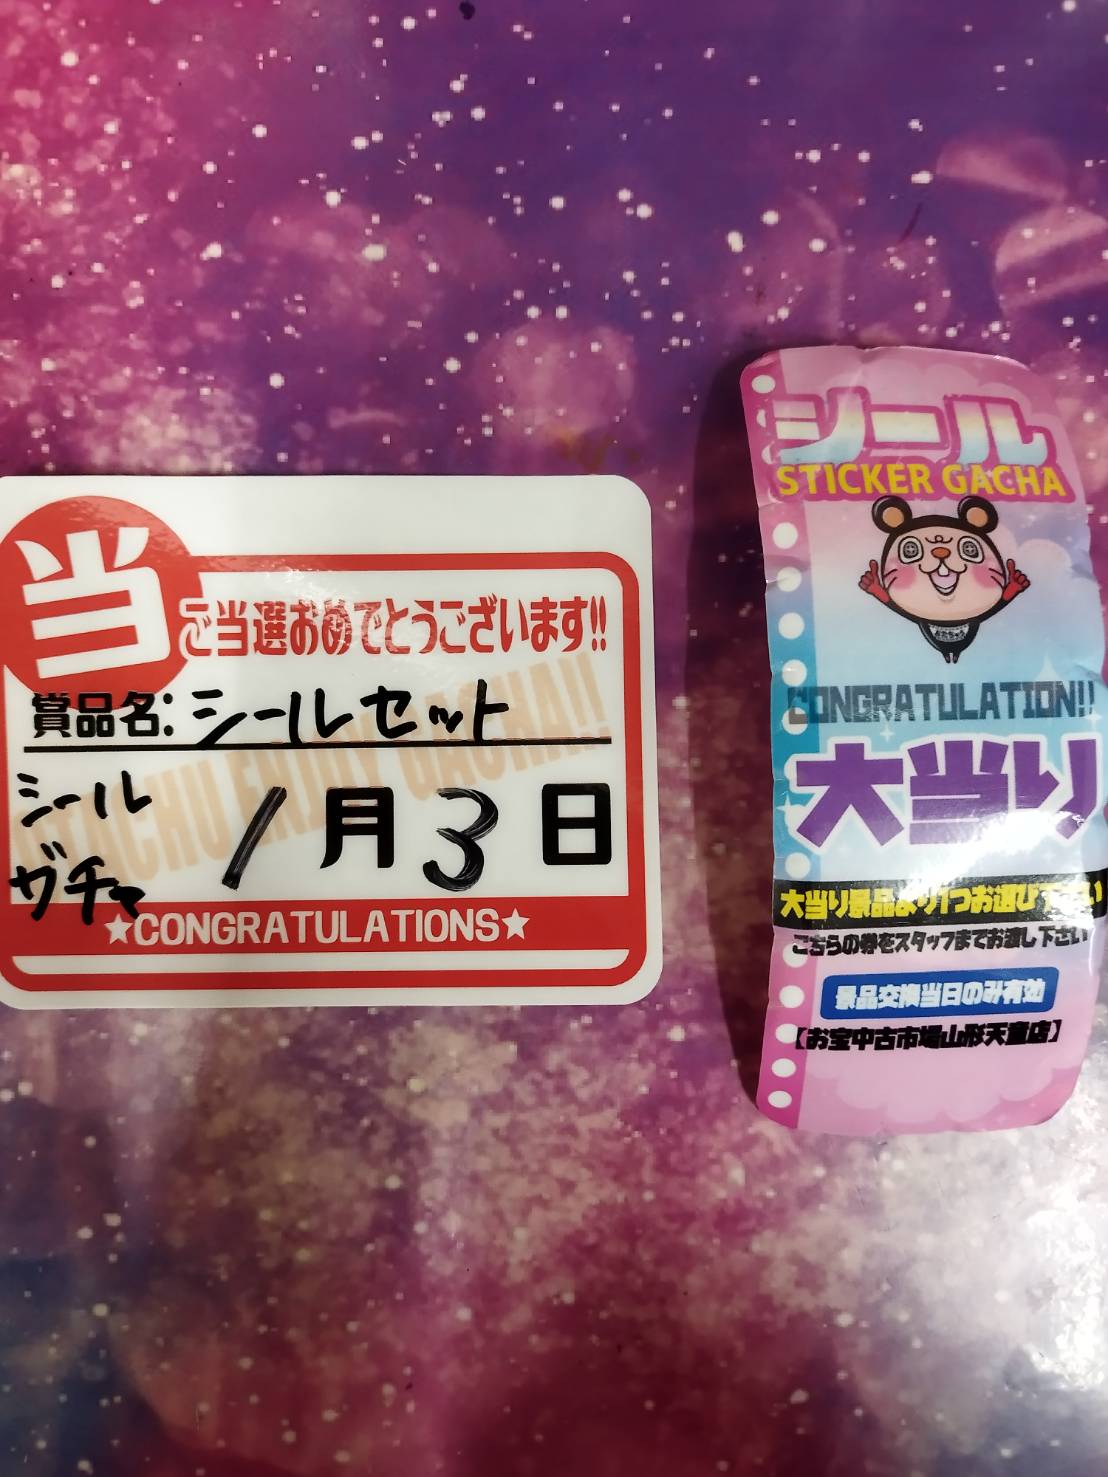 当
ご当選おめでとうございます!!
賞品名:シールセット
シール
ガチャ
1月3日
★CONGRATULATIONS★
シール
STICKER GACHA
CONGRATULATION!!
大当り
大当り景品より1つお選び下さい
こちらの券をスタッフまでお渡し下さい
景品交換当日のみ有効
【お宝中古市場山形天童店】